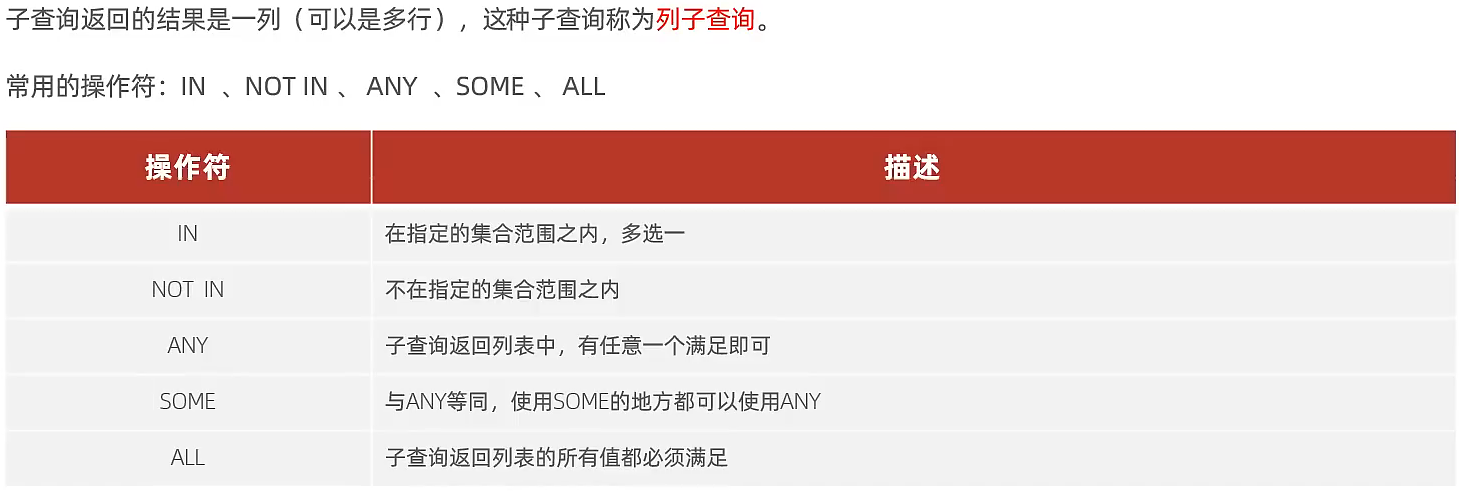 子查询返回的结果是一列（可以是多行），这种子查询称为列子查询。
常用的操作符：IN 、NOT IN 、 ANY 、SOME 、 ALL
操作符 描述
IN 在指定的集合范围之内，多选一
NOT IN 不在指定的集合范围之内
ANY 子查询返回列表中，有任意一个满足即可
SOME 与ANY等同，使用SOME的地方都可以使用ANY
ALL 子查询返回列表的所有值都必须满足